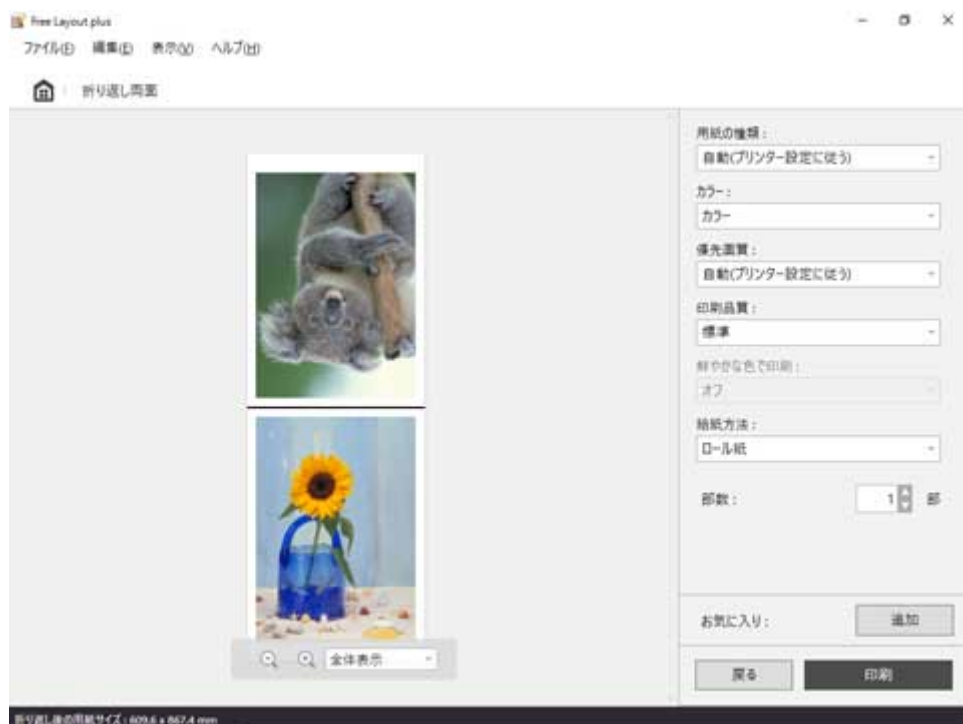 Free Layout plus
ファイル(F) 編集(E) 表示(V) ヘルプ(H)
折り返し両面
用紙の種類：
自動(プリンター設定に従う)
カラー：
カラー
優先画質：
自動(プリンター設定に従う)
印刷品質：
標準
鮮やかな色で印刷：
オフ
給紙方法：
ロール紙
部数： 1 部
お気に入り： 追加
全体表示
戻る 印刷
折り返し後の用紙サイズ：609.6 x 867.4 mm